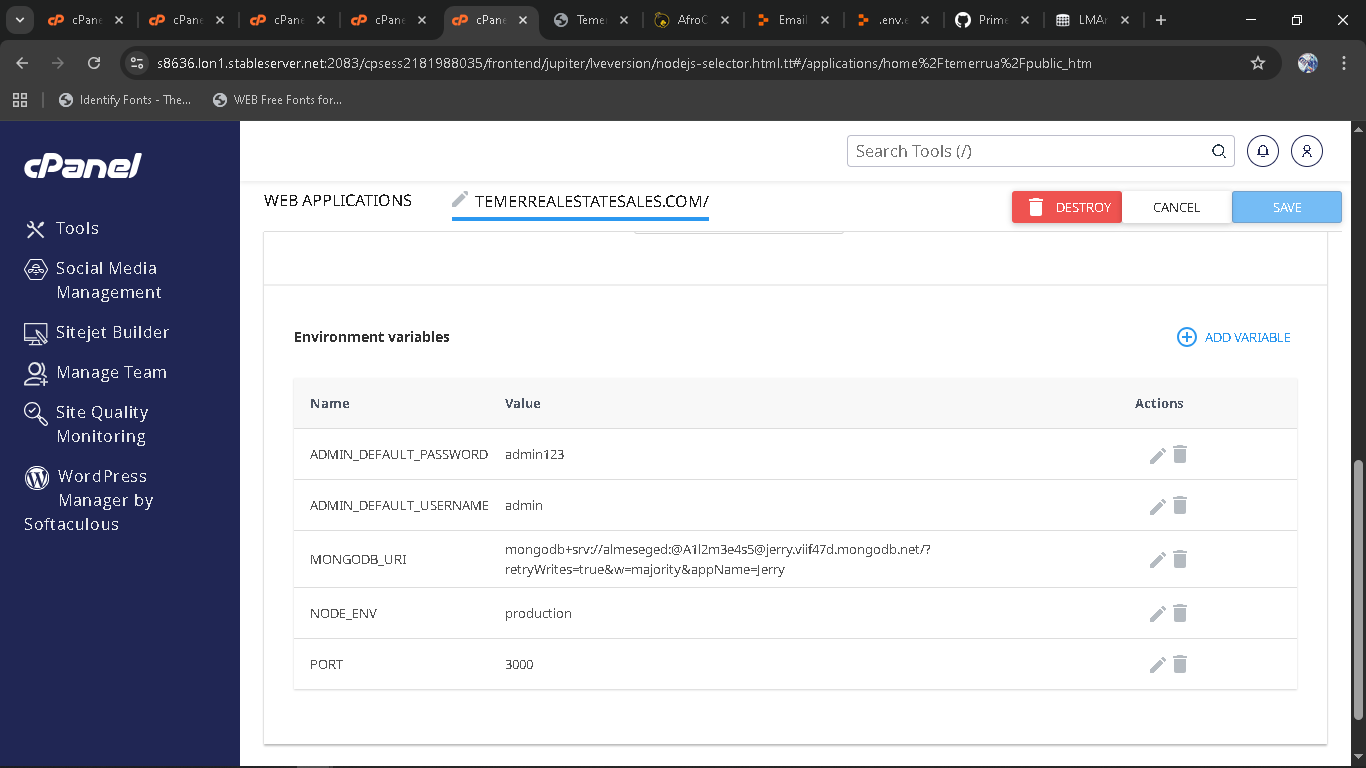 cPane
cPane
cPane
cPane
cPane
Temer
AfroC
Email
.env.e
Prime
LMAr
s8636.lon1.stableserver.net:2083/cpsess2181988035/frontend/jupiter/lveversion/nodejs-selector.html.tt#/applications/home%2Ftemerrua%2Fpublic_htm
Identify Fonts - The...
WEB Free Fonts for...
cPanel
Search Tools (/)
WEB APPLICATIONS
TEMERREALESTATESALES.COM/
DESTROY
CANCEL
SAVE
Tools
Social Media
Management
Sitejet Builder
Manage Team
Site Quality
Monitoring
WordPress
Manager by
Softaculous
Environment variables
ADD VARIABLE
Name Value Actions
ADMIN_DEFAULT_PASSWORD admin123
ADMIN_DEFAULT_USERNAME admin
MONGODB_URI mongodb+srv://almeseged:@A1l2m3e4s5@jerry.viif47d.mongodb.net/?
retryWrites=true&w=majority&appName=Jerry
NODE_ENV production
PORT 3000